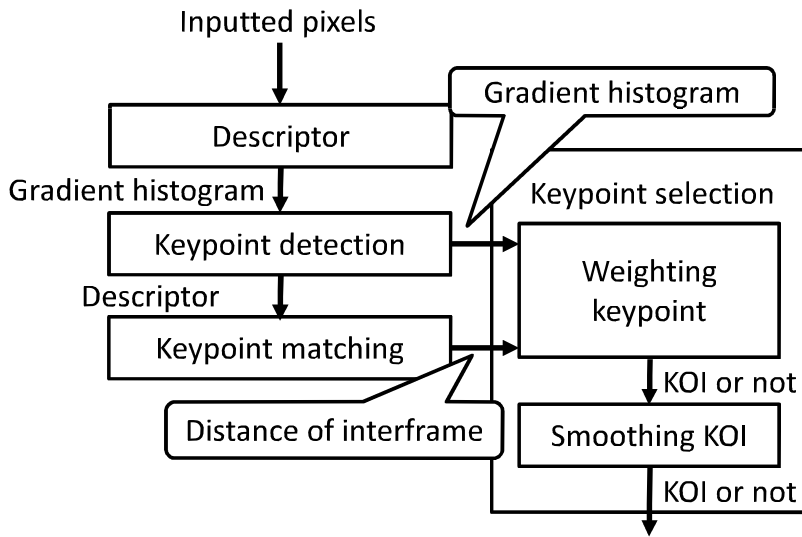 Inputted pixels
Gradient histogram
Descriptor
Gradient histogram
Keypoint selection
Keypoint detection
Weighting
keypoint
Descriptor
Keypoint matching
KOI or not
Distance of interframe
Smoothing KOI
KOI or not